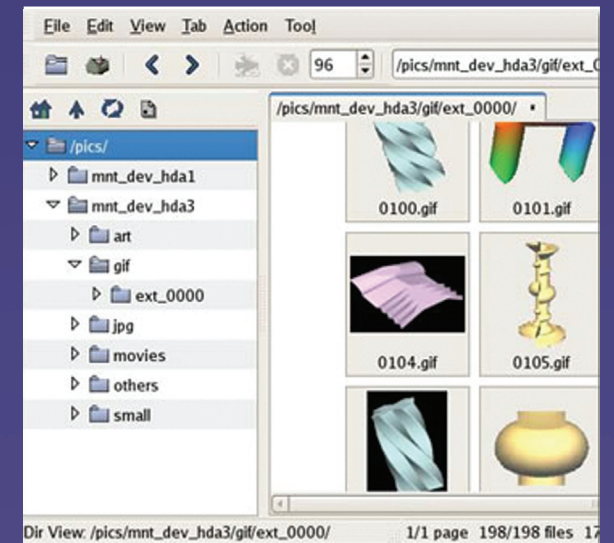 File Edit View Tab Action Tool
96 /pics/mnt_dev_hda3/gif/ext_0
/pics/mnt_dev_hda3/gif/ext_0000/
/pics/
mnt_dev_hda1
mnt_dev_hda3
art
gif
ext_0000
jpg
movies
others
small
0100.gif 0101.gif
0104.gif 0105.gif
Dir View: /pics/mnt_dev_hda3/gif/ext_0000/ 1/1 page 198/198 files 17